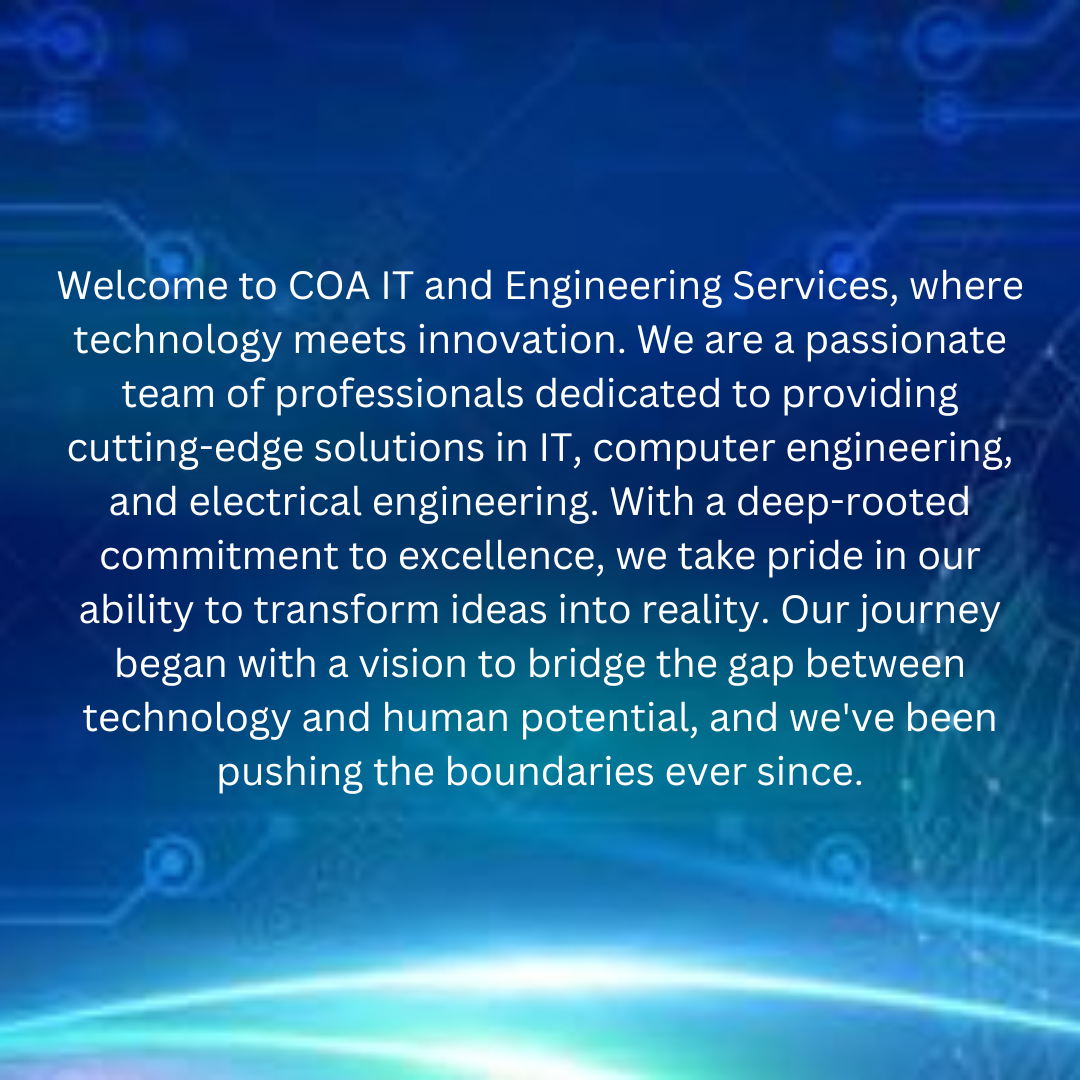 Welcome to COA IT and Engineering Services, where
technology meets innovation. We are a passionate
team of professionals dedicated to providing
cutting-edge solutions in IT, computer engineering,
and electrical engineering. With a deep-rooted
commitment to excellence, we take pride in our
ability to transform ideas into reality. Our journey
began with a vision to bridge the gap between
technology and human potential, and we've been
pushing the boundaries ever since.